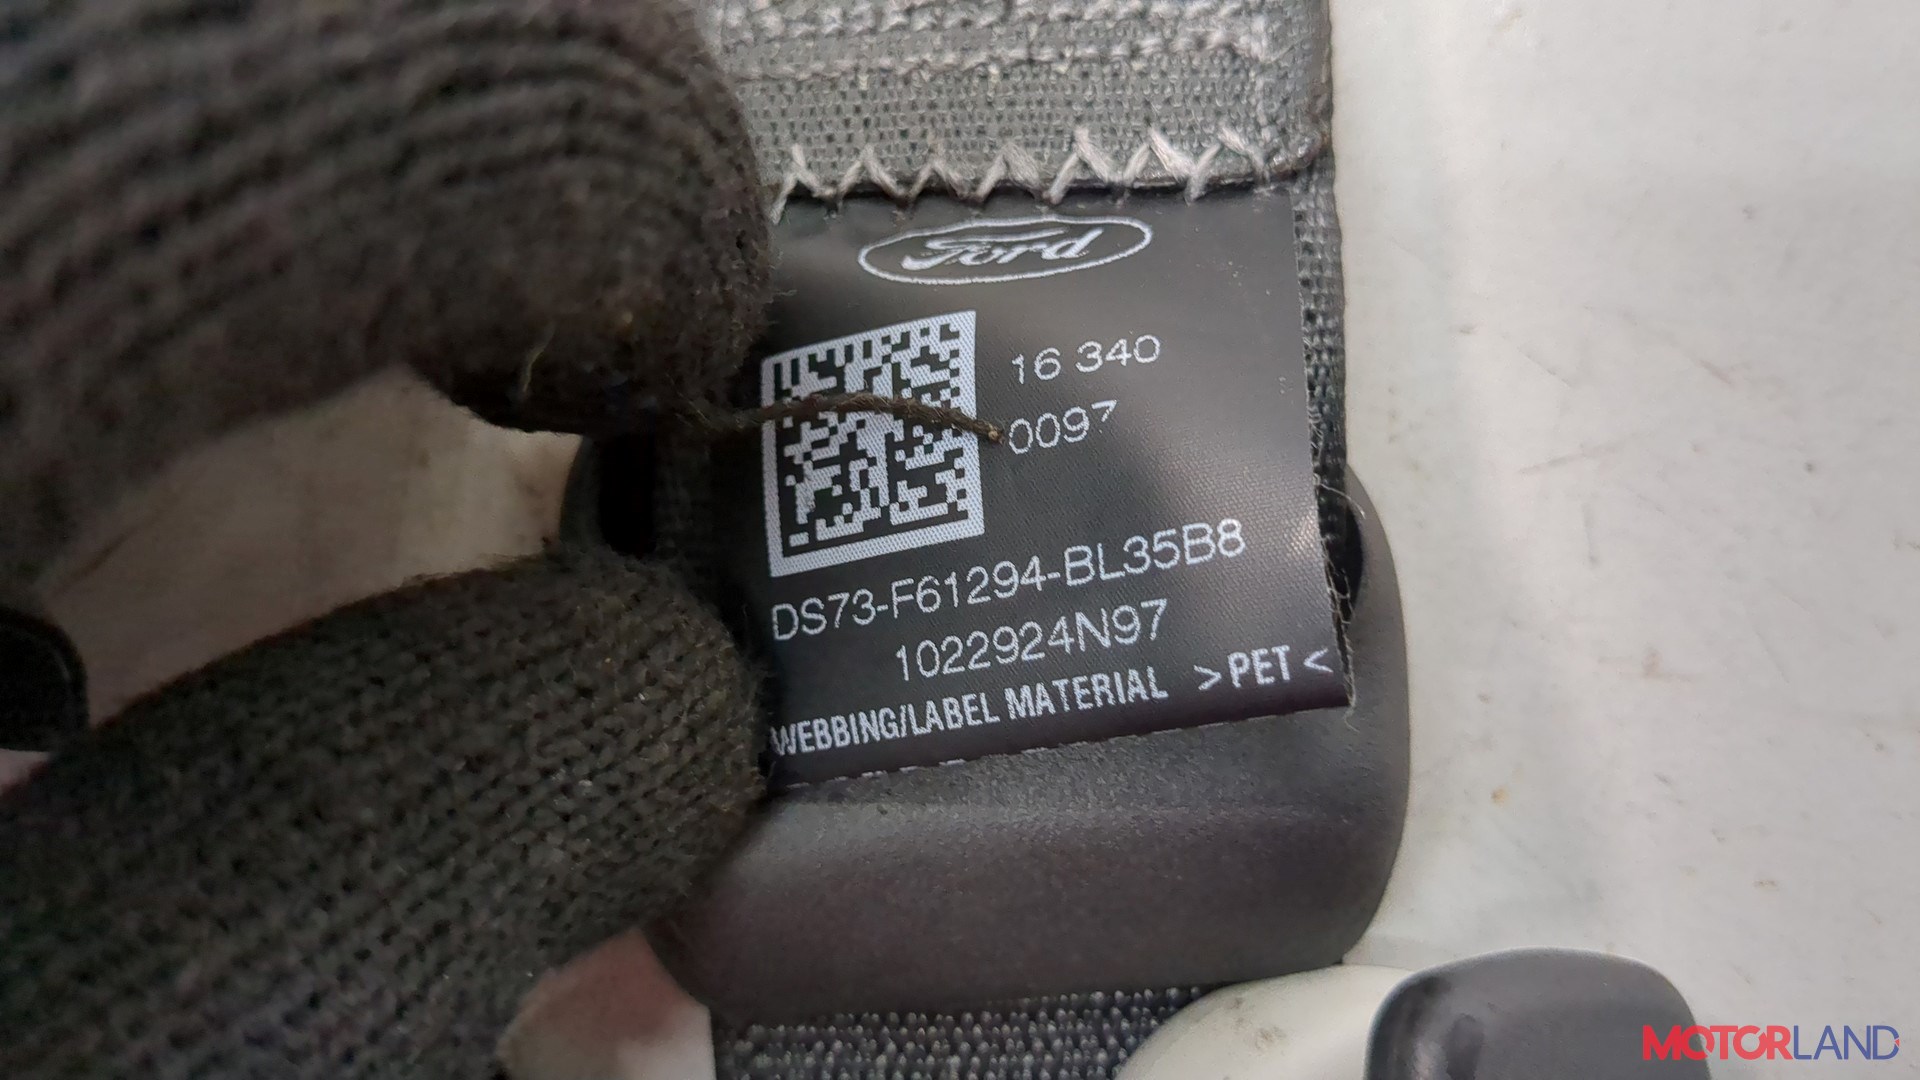 Ford
16 340
0097
DS73-F61294-BL35B8
1022924N97
WEBBING/LABEL MATERIAL >PET<
MOTORLAND